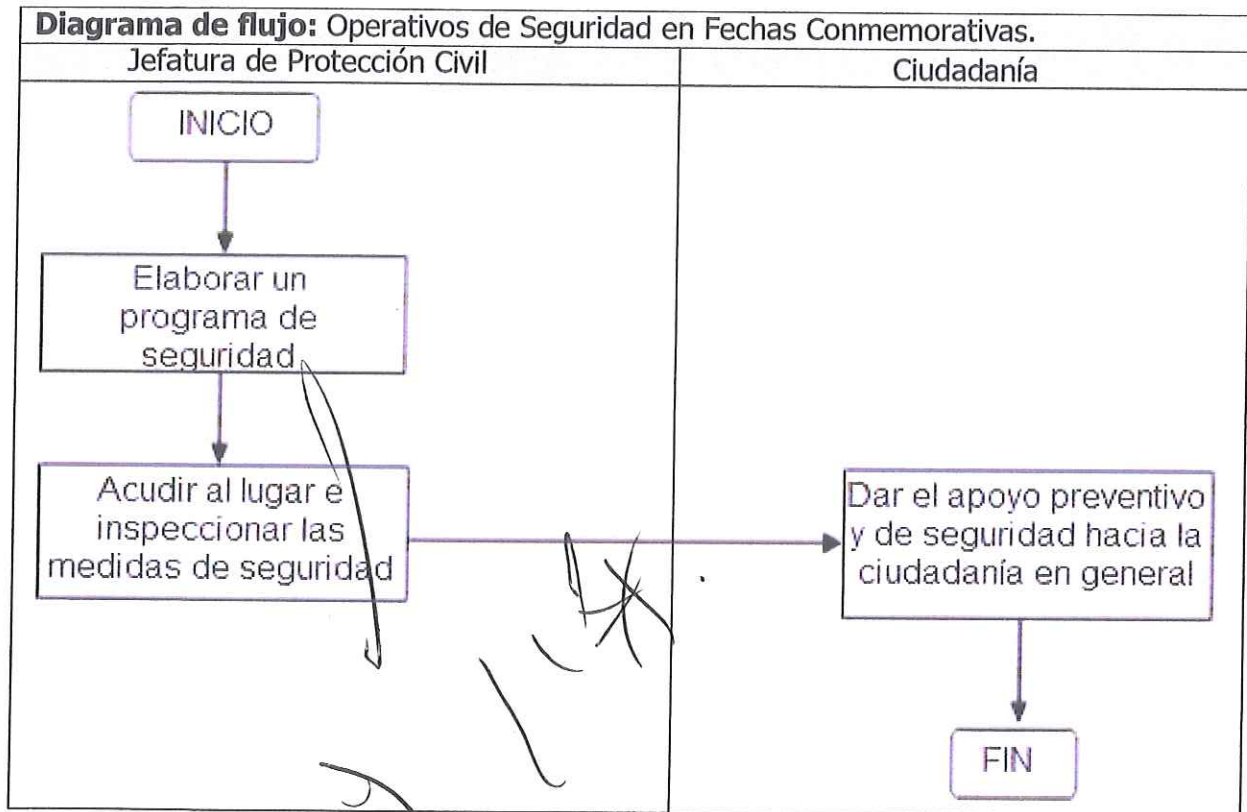 Diagrama de flujo: Operativos de Seguridad en Fechas Conmemorativas.
Jefatura de Protección Civil
Ciudadanía
INICIO
Elaborar un
programa de
seguridad
Acudir al lugar e
inspeccionar las
medidas de seguridad
Dar el apoyo preventivo
y de seguridad hacia la
ciudadanía en general
FIN